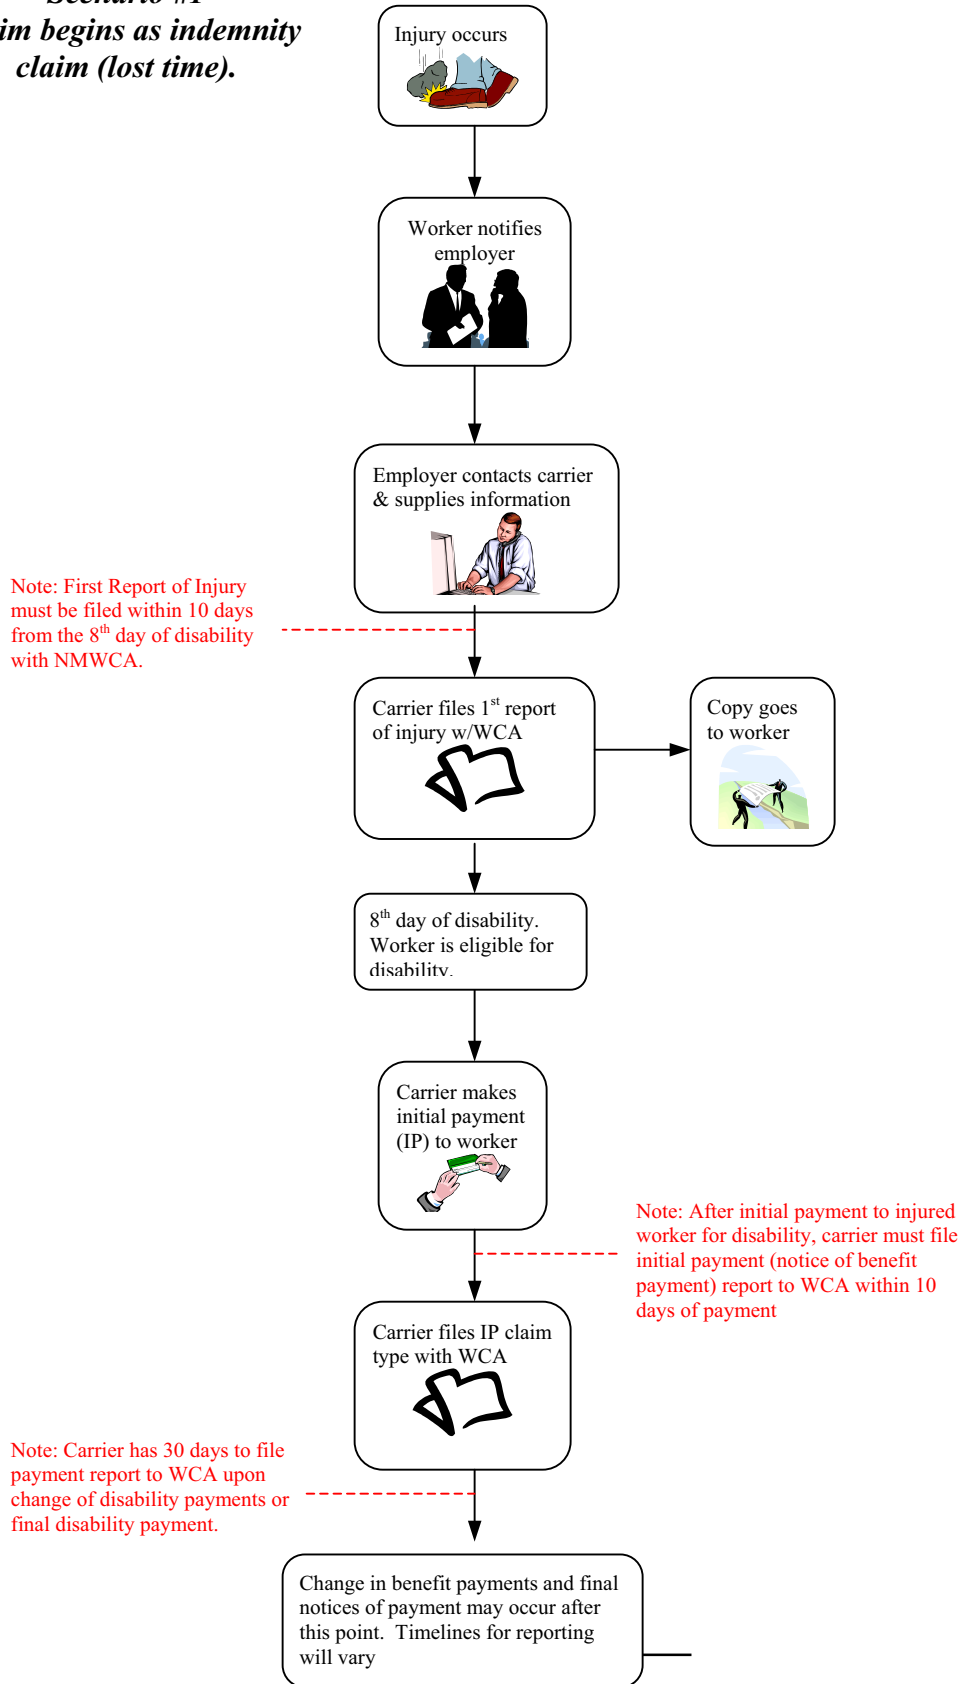 Scenario #1
im begins as indemnity
claim (lost time).
Injury occurs
Worker notifies
employer
Employer contacts carrier
& supplies information
Note: First Report of Injury
must be filed within 10 days
from the 8th day of disability
with NMWCA.
Carrier files 1st report
of injury w/WCA
Copy goes
to worker
8th day of disability.
Worker is eligible for
disability.
Carrier makes
initial payment
(IP) to worker
Note: After initial payment to injured
worker for disability, carrier must file
initial payment (notice of benefit
payment) report to WCA within 10
days of payment
Carrier files IP claim
type with WCA
Note: Carrier has 30 days to file
payment report to WCA upon
change of disability payments or
final disability payment.
Change in benefit payments and final
notices of payment may occur after
this point.  Timelines for reporting
will vary